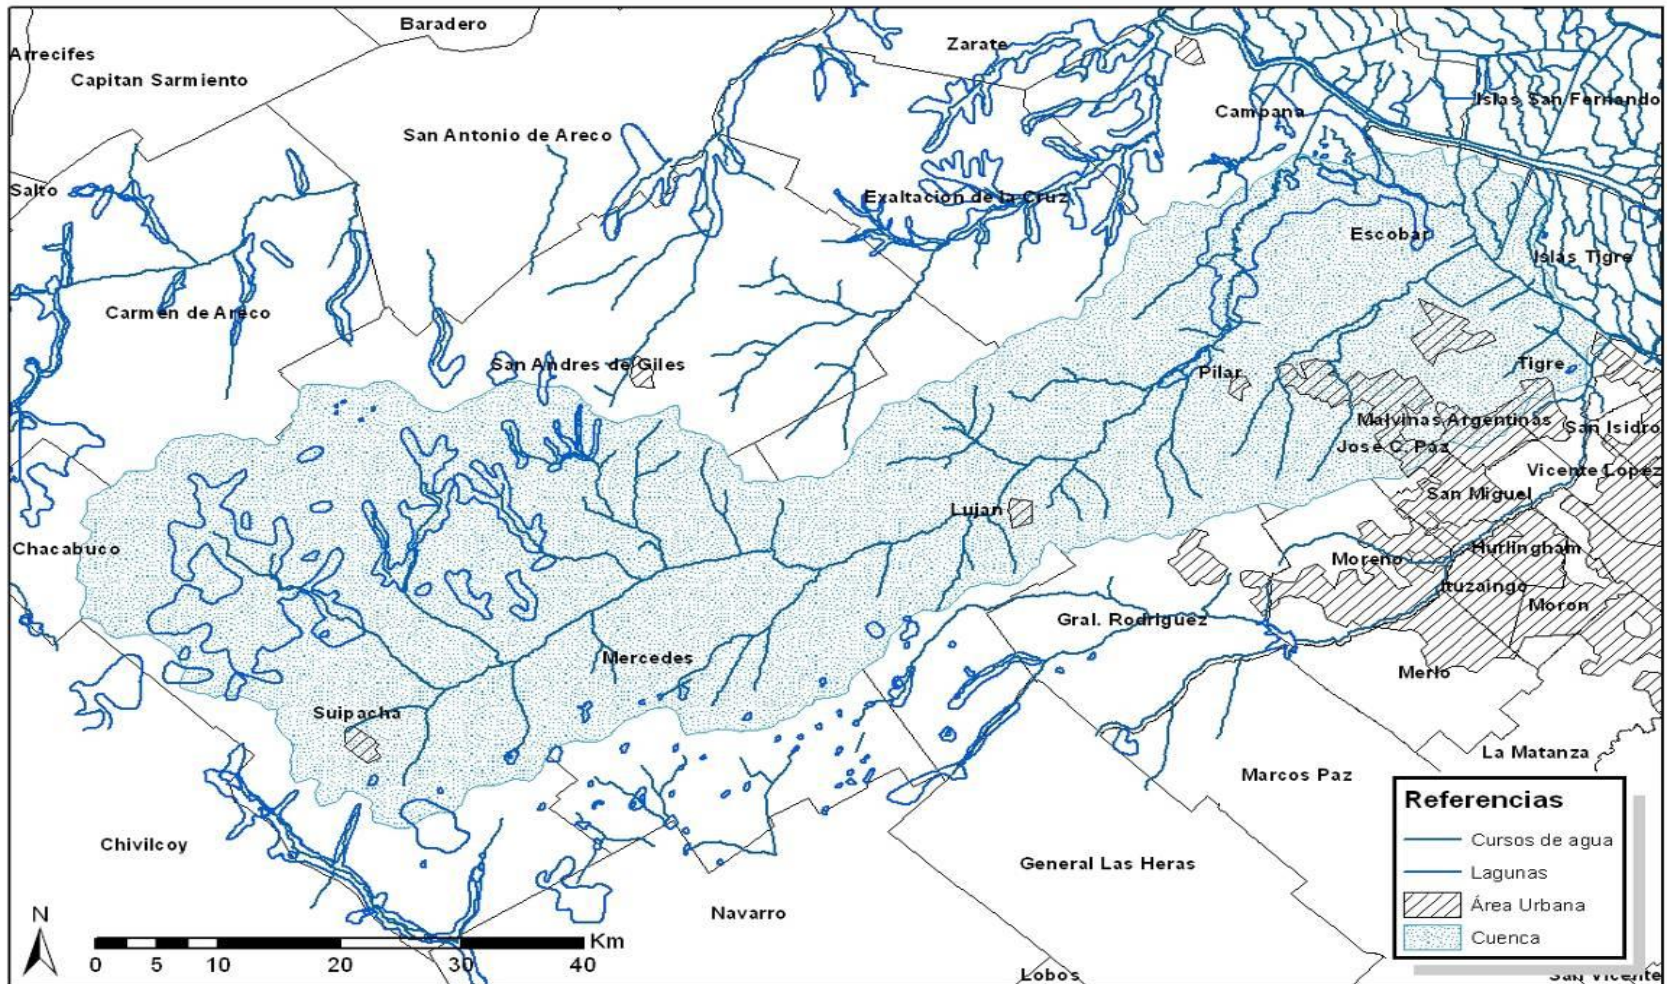 Baradero
Zarate
Arrecifes
Capitan Sarmiento
Islas San Fernando
Campana
San Antonio de Areco
Salto
Exaltacion de la Cruz
Escobar
Islas Tigre
Carmen de Areco
San Andres de Giles
Tigre
Pilar
Malvinas Argentinas
San Isidro
José C. Paz
Vicente Lopez
San Miguel
Lujan
Chacabuco
Hurlingham
Moreno
Ituzaingo
Moron
Gral. Rodriguez
Mercedes
Merlo
Suipacha
La Matanza
Marcos Paz
Referencias
Cursos de agua
Chivilcoy
General Las Heras
Lagunas
Área Urbana
Navarro
N
Cuenca
Km
0 5 10 20 30 40
Lobos
San Vicente